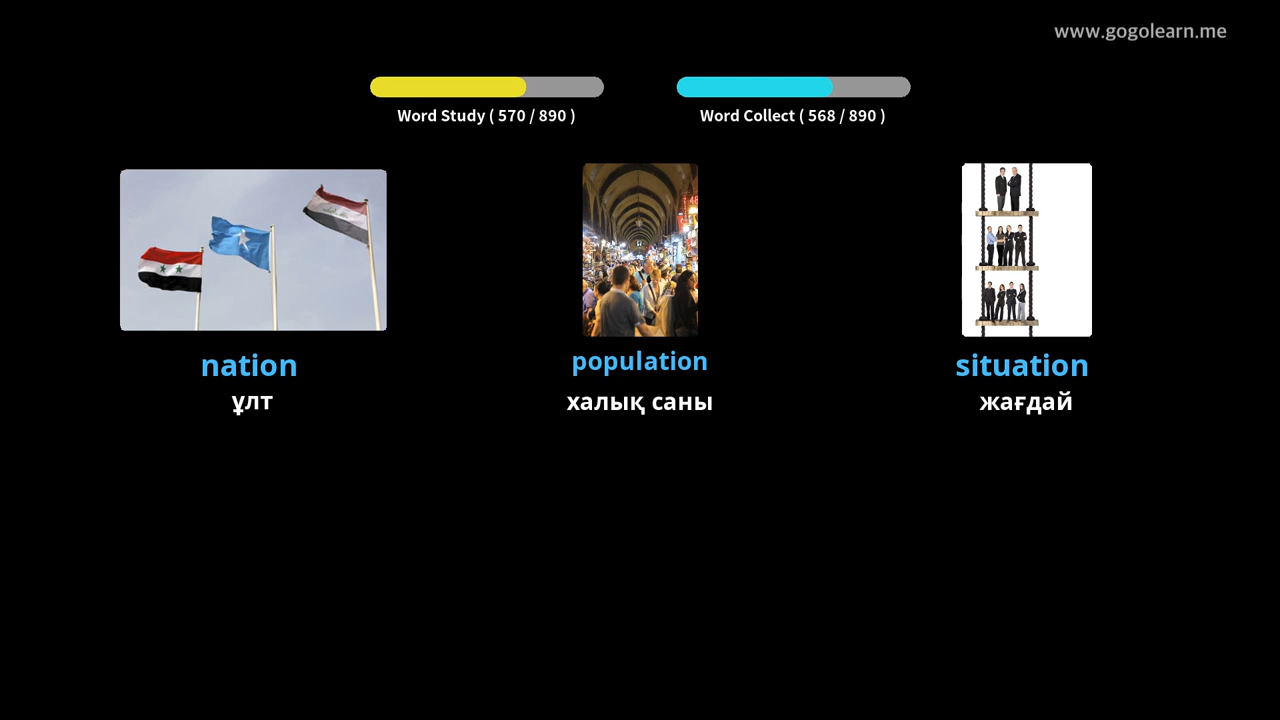 www.gogolearn.me
Word Study ( 570 / 890 )
Word Collect ( 568 / 890 )
nation
population
situation
ұлт
халық саны
жағдай